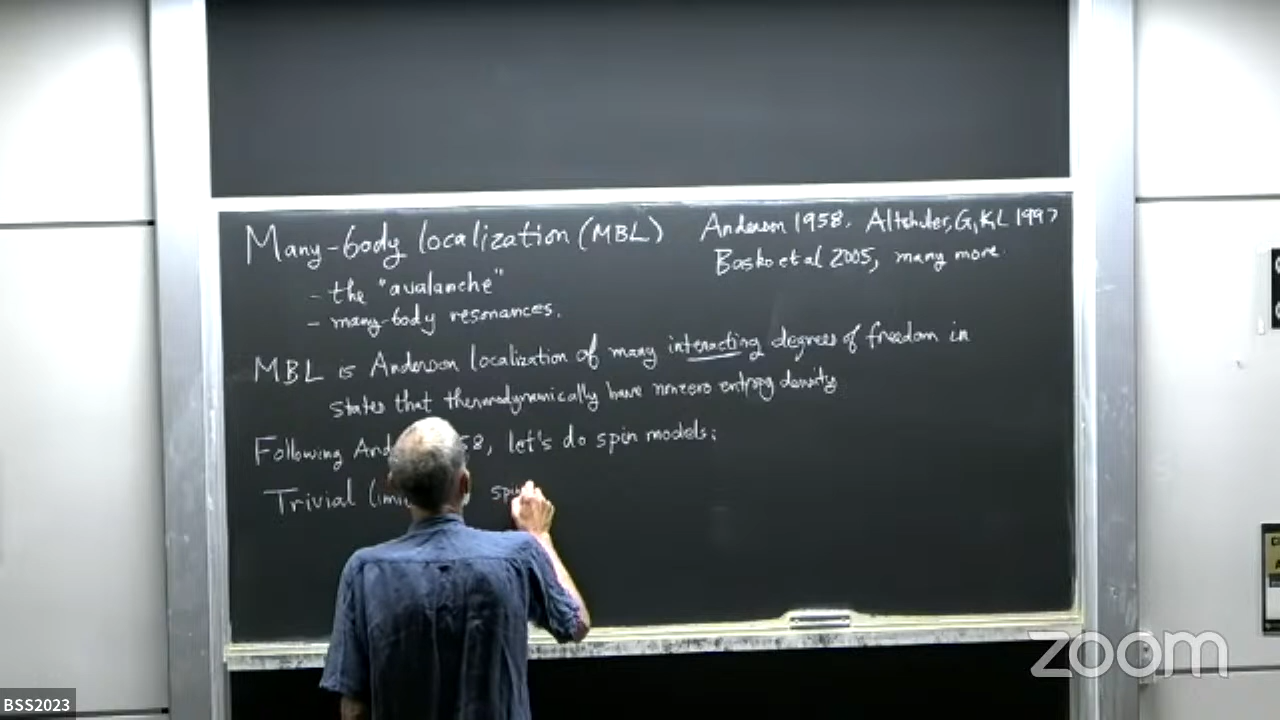 Many-body localization (MBL) Anderson 1958, Altshuler, G, K, L 1997
Basko et al 2005, many more.
- the "avalanche"
- many-body resonances.
MBL is Anderson localization of many interacting degrees of freedom in
states that thermodynamically have nonzero entropy density
Following And 58, let's do spin models:
Trivial limi spi
zoom
BSS2023